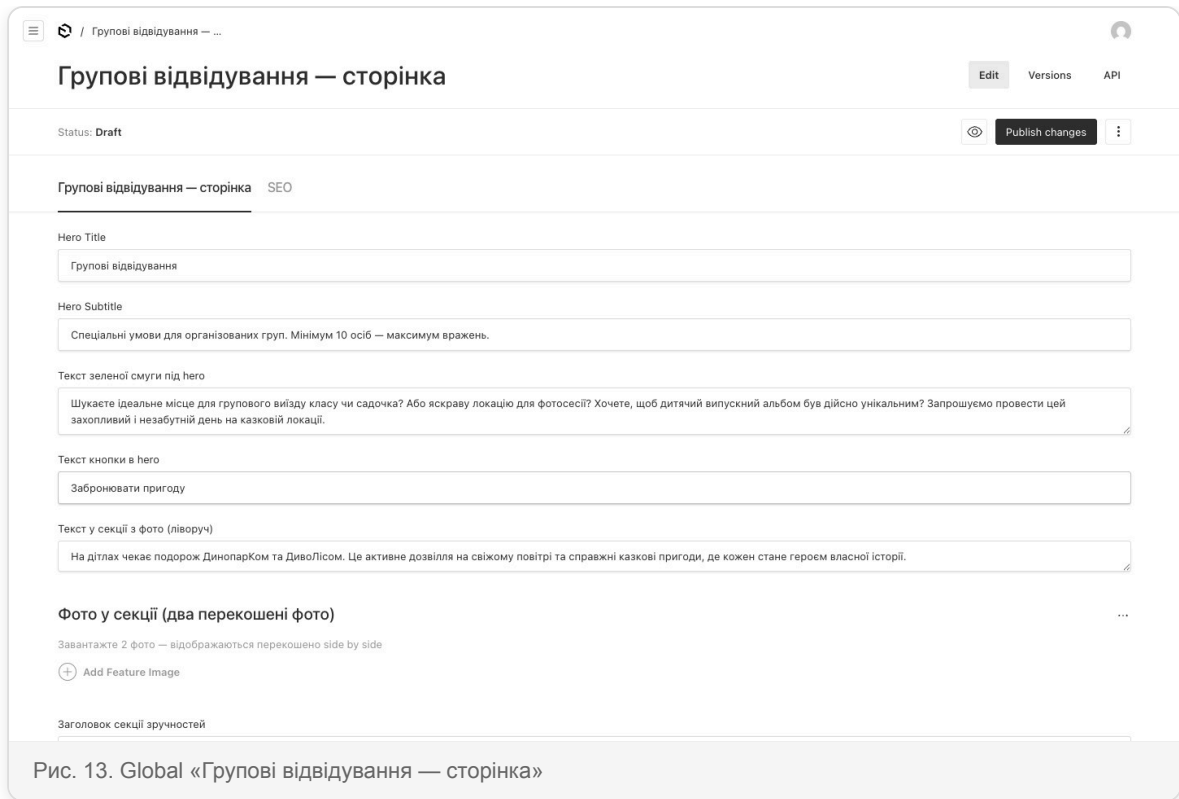 / Групові відвідування — ...
Групові відвідування — сторінка
Edit Versions API
Status: Draft
Publish changes
Групові відвідування — сторінка SEO
Hero Title
Групові відвідування
Hero Subtitle
Спеціальні умови для організованих груп. Мінімум 10 осіб — максимум вражень.
Текст зеленої смуги під hero
Шукаєте ідеальне місце для групового виїзду класу чи садочка? Або яскраву локацію для фотосесії? Хочете, щоб дитячий випускний альбом був дійсно унікальним? Запрошуємо провести цей
захопливий і незабутній день на казковій локації.
Текст кнопки в hero
Забронювати пригоду
Текст у секції з фото (ліворуч)
На дітлах чекає подорож ДинопарКом та ДивоЛісом. Це активне дозвілля на свіжому повітрі та справжні казкові пригоди, де кожен стане героєм власної історії.
Фото у секції (два перекошені фото)
Завантажте 2 фото — відображаються перекошено side by side
Add Feature Image
Заголовок секції зручностей
Рис. 13. Global «Групові відвідування — сторінка»